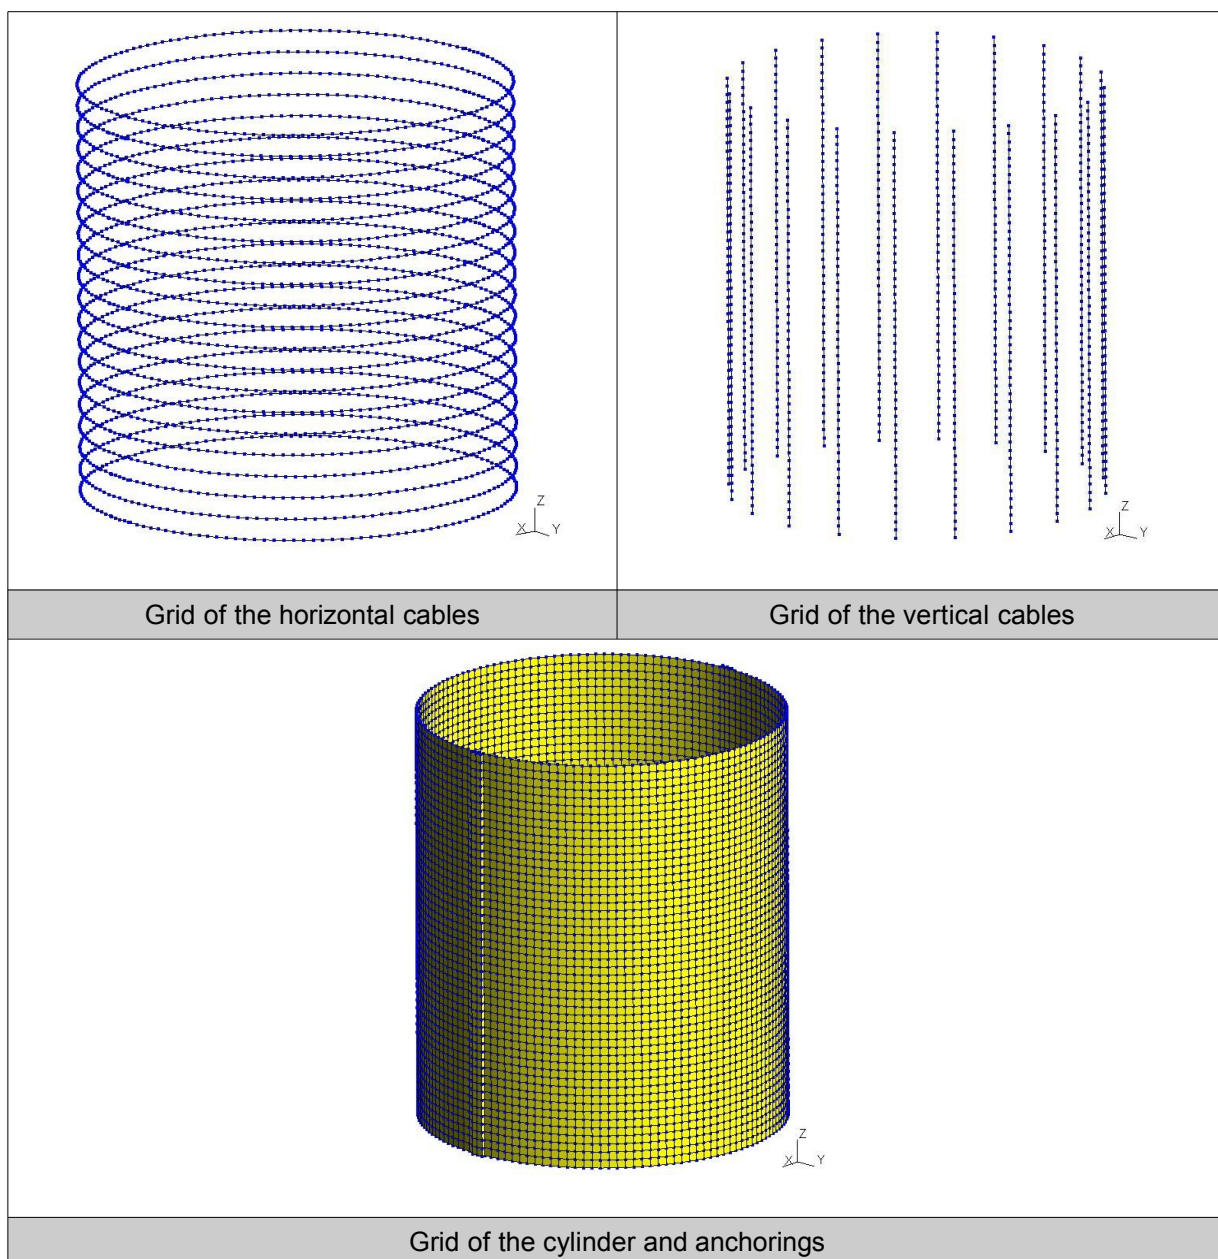 Z
X
Y
Z
X
Y
Grid of the horizontal cables
Grid of the vertical cables
Z
X
Y
Grid of the cylinder and anchorings